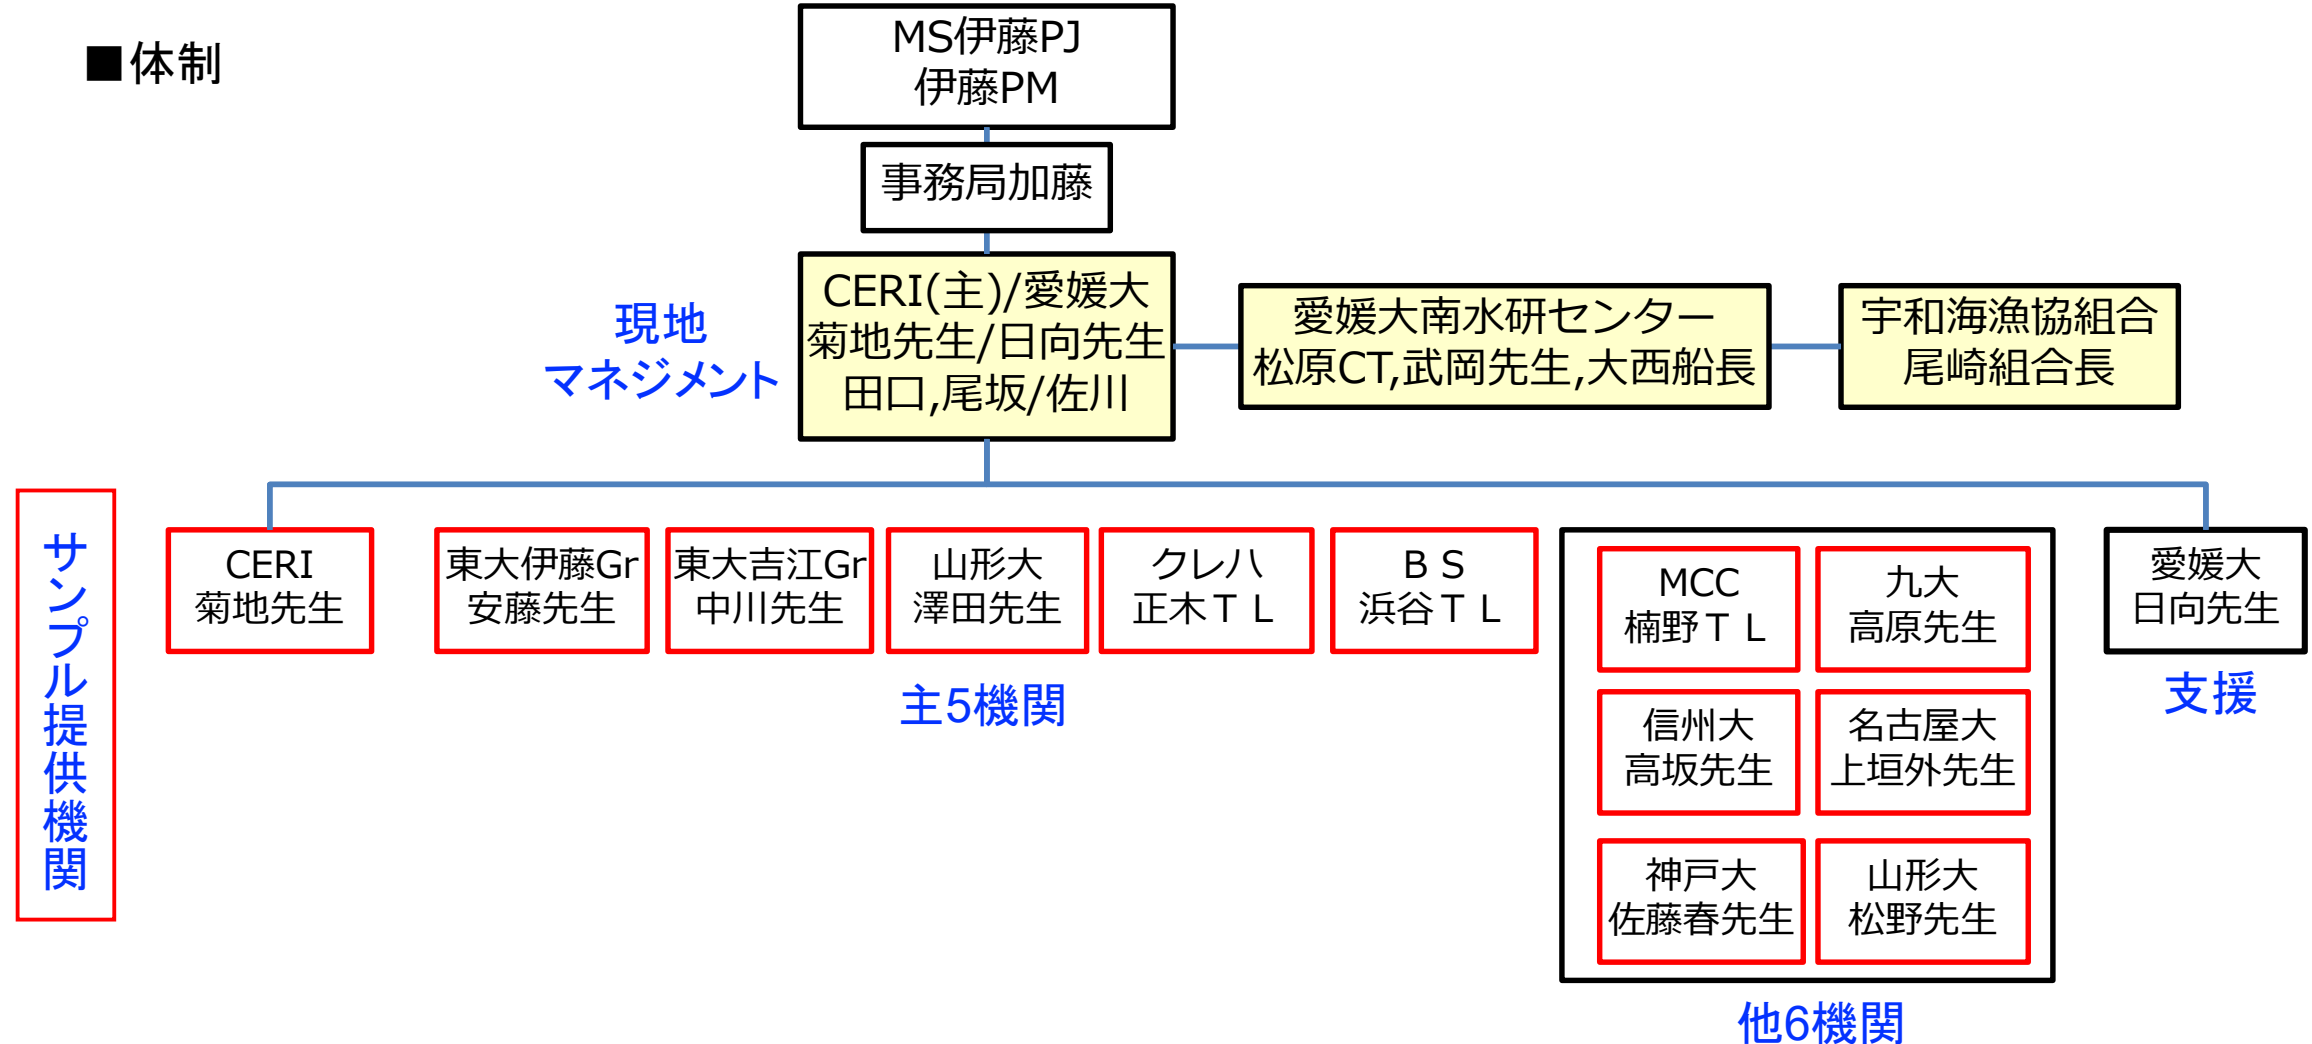 ■体制
MS伊藤PJ
伊藤PM
事務局加藤
現地
マネジメント
CERI(主)/愛媛大
菊地先生/日向先生
田口,尾坂/佐川
愛媛大南水研センター
松原CT,武岡先生,大西船長
宇和海漁協組合
尾崎組合長
サンプル提供機関
CERI
菊地先生
東大伊藤Gr
安藤先生
東大吉江Gr
中川先生
山形大
澤田先生
クレハ
正木ＴＬ
ＢＳ
浜谷ＴＬ
主5機関
MCC
楠野ＴＬ
九大
高原先生
信州大
高坂先生
名古屋大
上垣外先生
神戸大
佐藤春先生
山形大
松野先生
他6機関
愛媛大
日向先生
支援